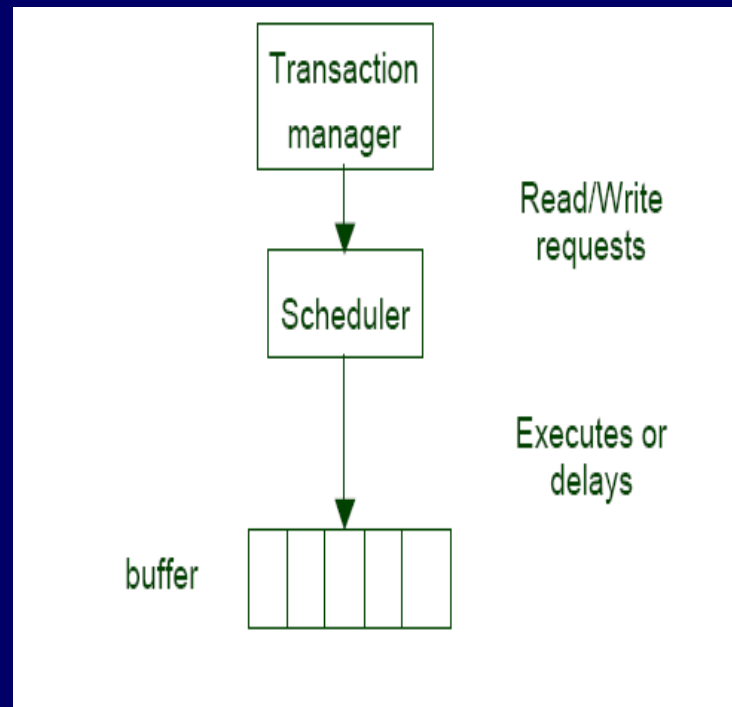 Transaction
manager
Read/Write
requests
Scheduler
Executes or
delays
buffer